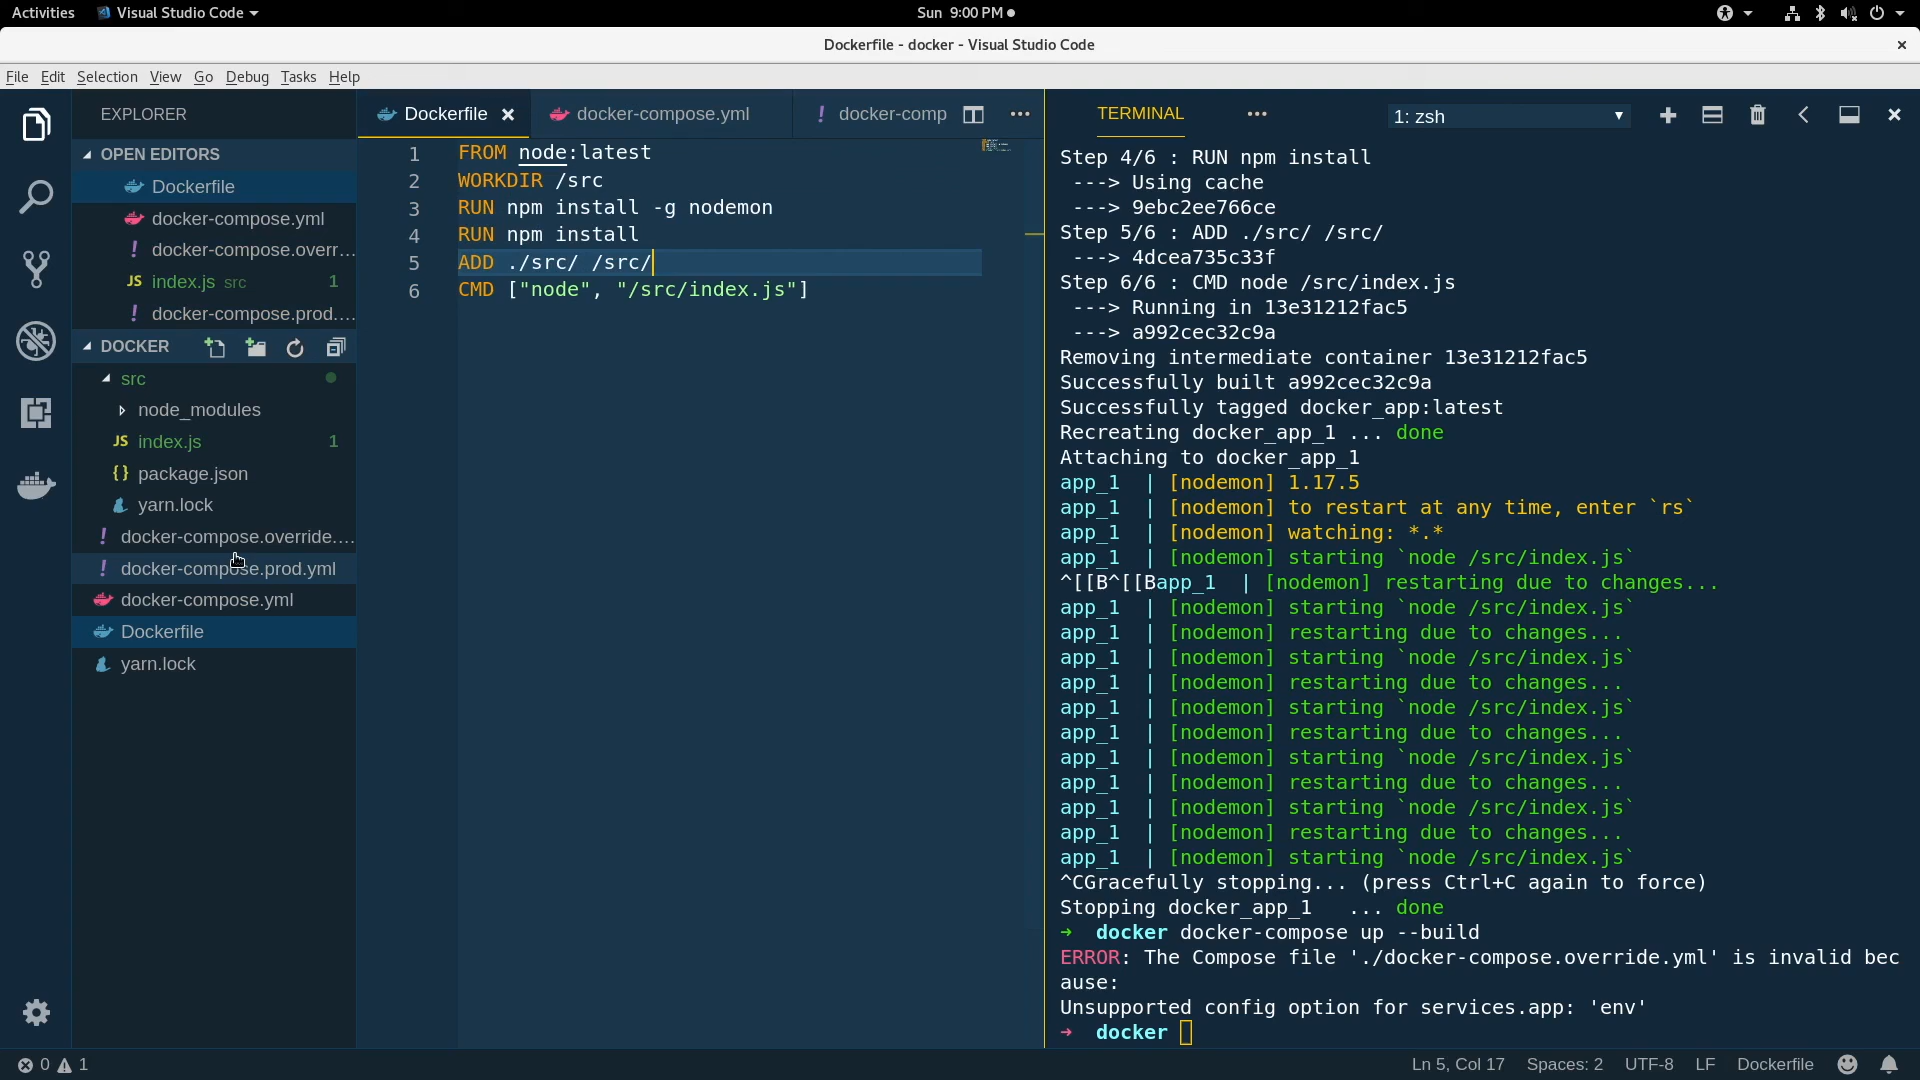 Activities
Visual Studio Code
Sun 9:00 PM
Dockerfile - docker - Visual Studio Code
File Edit Selection View Go Debug Tasks Help
EXPLORER
OPEN EDITORS
Dockerfile
docker-compose.yml
docker-compose.overr...
index.js src 1
docker-compose.prod....
DOCKER
src
node_modules
JS index.js 1
{} package.json
yarn.lock
! docker-compose.override....
! docker-compose.prod.yml
docker-compose.yml
Dockerfile
yarn.lock
Dockerfile
docker-compose.yml
! docker-comp
1 FROM node:latest
2 WORKDIR /src
3 RUN npm install -g nodemon
4 RUN npm install
5 ADD ./src/ /src/
6 CMD ["node", "/src/index.js"]
TERMINAL
1: zsh
Step 4/6 : RUN npm install
 ---> Using cache
 ---> 9ebc2ee766ce
Step 5/6 : ADD ./src/ /src/
 ---> 4dcea735c33f
Step 6/6 : CMD node /src/index.js
 ---> Running in 13e31212fac5
 ---> a992cec32c9a
Removing intermediate container 13e31212fac5
Successfully built a992cec32c9a
Successfully tagged docker_app:latest
Recreating docker_app_1 ... done
Attaching to docker_app_1
app_1  | [nodemon] 1.17.5
app_1  | [nodemon] to restart at any time, enter `rs`
app_1  | [nodemon] watching: *.*
app_1  | [nodemon] starting `node /src/index.js`
^[[B^[[Bapp_1  | [nodemon] restarting due to changes...
app_1  | [nodemon] starting `node /src/index.js`
app_1  | [nodemon] restarting due to changes...
app_1  | [nodemon] starting `node /src/index.js`
app_1  | [nodemon] restarting due to changes...
app_1  | [nodemon] starting `node /src/index.js`
app_1  | [nodemon] restarting due to changes...
app_1  | [nodemon] starting `node /src/index.js`
app_1  | [nodemon] restarting due to changes...
app_1  | [nodemon] starting `node /src/index.js`
app_1  | [nodemon] restarting due to changes...
app_1  | [nodemon] starting `node /src/index.js`
^CGracefully stopping... (press Ctrl+C again to force)
Stopping docker_app_1   ... done
➜  docker docker-compose up --build
ERROR: The Compose file './docker-compose.override.yml' is invalid bec
ause:
Unsupported config option for services.app: 'env'
➜  docker
0 1
Ln 5, Col 17
Spaces: 2
UTF-8
LF
Dockerfile